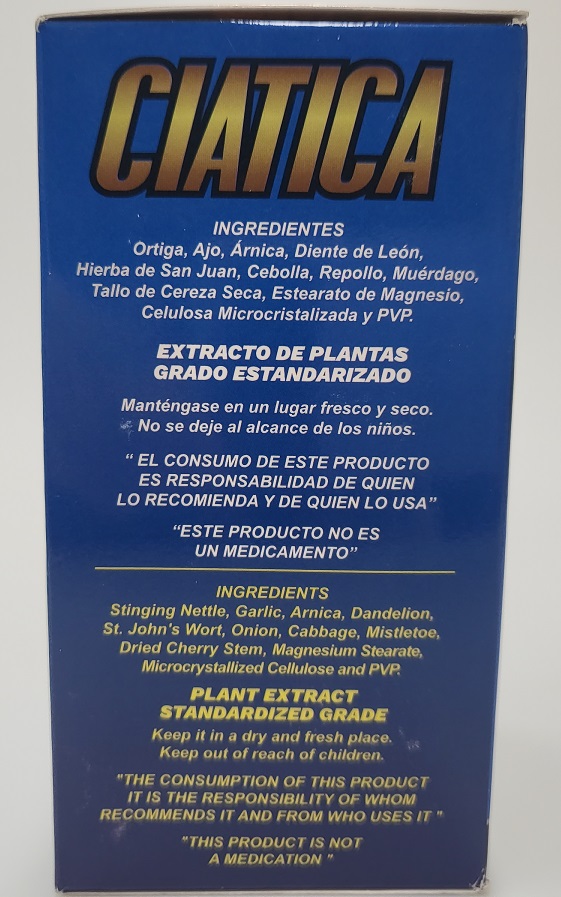 CIATICA
INGREDIENTES
Ortiga, Ajo, Árnica, Diente de León,
Hierba de San Juan, Cebolla, Repollo, Muérdago,
Tallo de Cereza Seca, Estearato de Magnesio,
Celulosa Microcristalizada y PVP.
EXTRACTO DE PLANTAS
GRADO ESTANDARIZADO
Manténgase en un lugar fresco y seco.
No se deje al alcance de los niños.
“ EL CONSUMO DE ESTE PRODUCTO
ES RESPONSABILIDAD DE QUIEN
LO RECOMIENDA Y DE QUIEN LO USA”
“ESTE PRODUCTO NO ES
UN MEDICAMENTO”
INGREDIENTS
Stinging Nettle, Garlic, Arnica, Dandelion,
St. John's Wort, Onion, Cabbage, Mistletoe,
Dried Cherry Stem, Magnesium Stearate,
Microcrystallized Cellulose and PVP.
PLANT EXTRACT
STANDARDIZED GRADE
Keep it in a dry and fresh place.
Keep out of reach of children.
"THE CONSUMPTION OF THIS PRODUCT
IT IS THE RESPONSIBILITY OF WHOM
RECOMMENDS IT AND FROM WHO USES IT "
"THIS PRODUCT IS NOT
A MEDICATION "